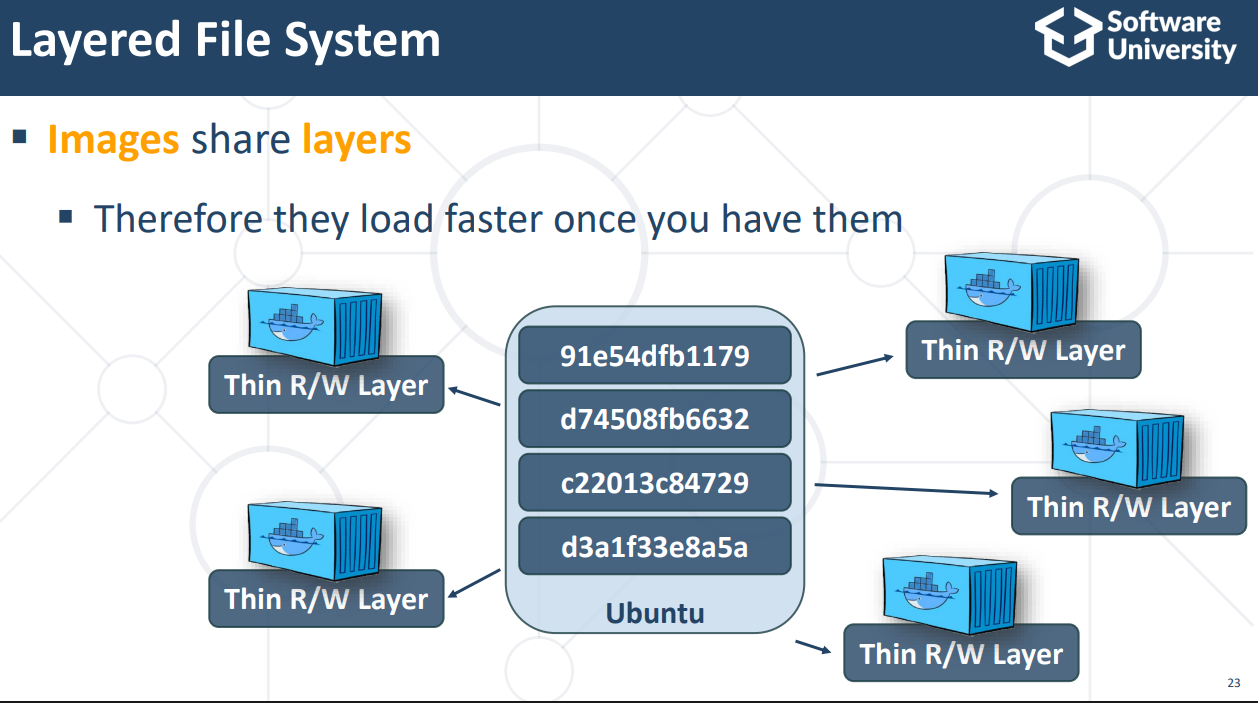 Layered File System
Software
University
Images share layers
Therefore they load faster once you have them
Thin R/W Layer
Thin R/W Layer
91e54dfb1179
d74508fb6632
c22013c84729
d3a1f33e8a5a
Ubuntu
Thin R/W Layer
Thin R/W Layer
Thin R/W Layer
23